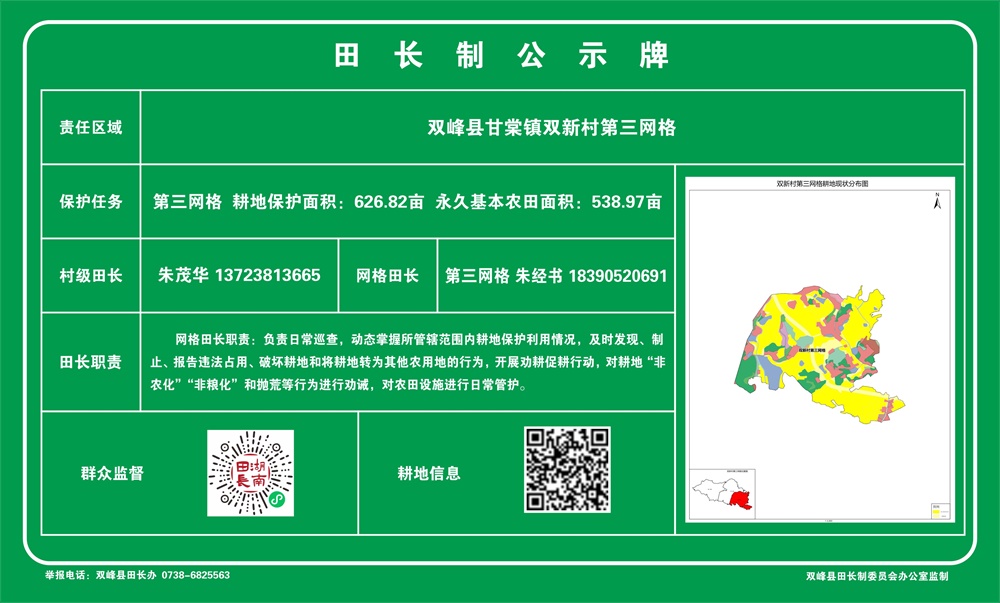 田长制公示牌
责任区域
双峰县甘棠镇双新村第三网格
保护任务
第三网格 耕地保护面积：626.82亩 永久基本农田面积：538.97亩
双新村第三网格耕地现状分布图
N
村级田长
朱茂华 13723813665
网格田长
第三网格 朱经书 18390520691
双新村第三网格
田长职责
网格田长职责：负责日常巡查，动态掌握所管辖范围内耕地保护利用情况，及时发现、制
止、报告违法占用、破坏耕地和将耕地转为其他农用地的行为，开展劝耕促耕行动，对耕地“非
农化”“非粮化”和抛荒等行为进行劝诫，对农田设施进行日常管护。
群众监督
湖南田長
耕地信息
举报电话：双峰县田长办 0738-6825563
双峰县田长制委员会办公室监制